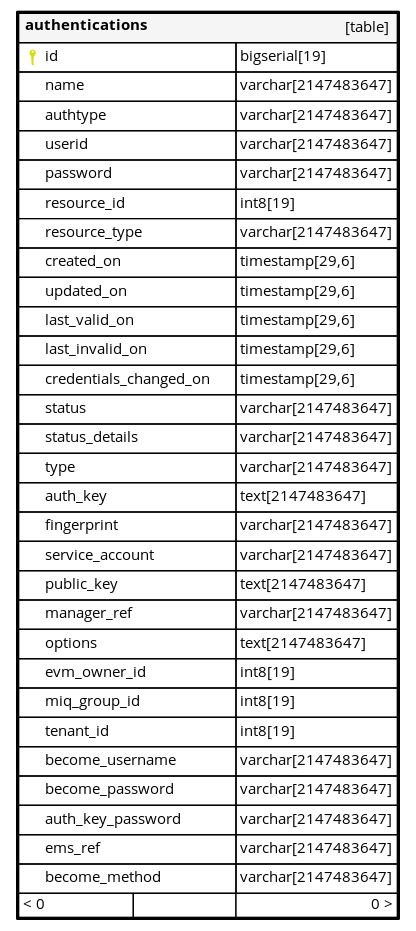 authentications [table]
id bigserial[19]
name varchar[2147483647]
authtype varchar[2147483647]
userid varchar[2147483647]
password varchar[2147483647]
resource_id int8[19]
resource_type varchar[2147483647]
created_on timestamp[29,6]
updated_on timestamp[29,6]
last_valid_on timestamp[29,6]
last_invalid_on timestamp[29,6]
credentials_changed_on timestamp[29,6]
status varchar[2147483647]
status_details varchar[2147483647]
type varchar[2147483647]
auth_key text[2147483647]
fingerprint varchar[2147483647]
service_account varchar[2147483647]
public_key text[2147483647]
manager_ref varchar[2147483647]
options text[2147483647]
evm_owner_id int8[19]
miq_group_id int8[19]
tenant_id int8[19]
become_username varchar[2147483647]
become_password varchar[2147483647]
auth_key_password varchar[2147483647]
ems_ref varchar[2147483647]
become_method varchar[2147483647]
< 0 0 >